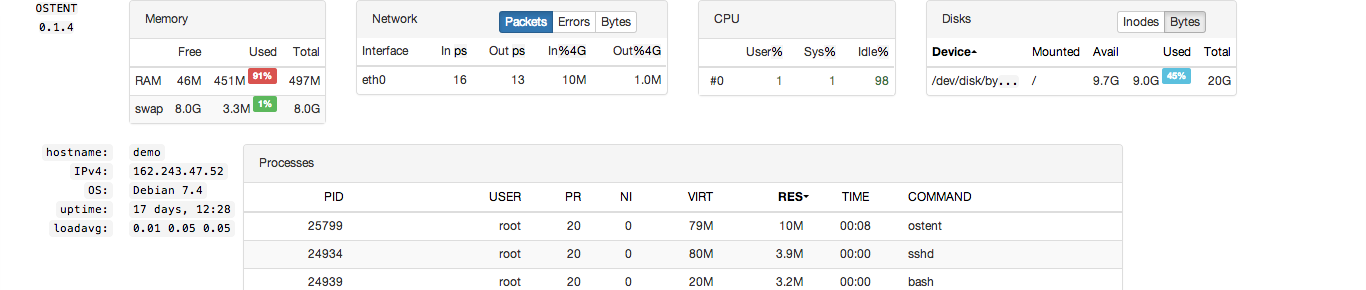 OSTENT
0.1.4
Memory
Free Used Total
RAM 46M 451M 91% 497M
swap 8.0G 3.3M 1% 8.0G
Network Packets Errors Bytes
Interface In ps Out ps In%4G Out%4G
eth0 16 13 10M 1.0M
CPU
User% Sys% Idle%
#0 1 1 98
Disks Inodes Bytes
Device Mounted Avail Used Total
/dev/disk/by... / 9.7G 9.0G 45% 20G
hostname: demo
IPv4: 162.243.47.52
OS: Debian 7.4
uptime: 17 days, 12:28
loadavg: 0.01 0.05 0.05
Processes
PID USER PR NI VIRT RES TIME COMMAND
25799 root 20 0 79M 10M 00:08 ostent
24934 root 20 0 80M 3.9M 00:00 sshd
24939 root 20 0 20M 3.2M 00:00 bash